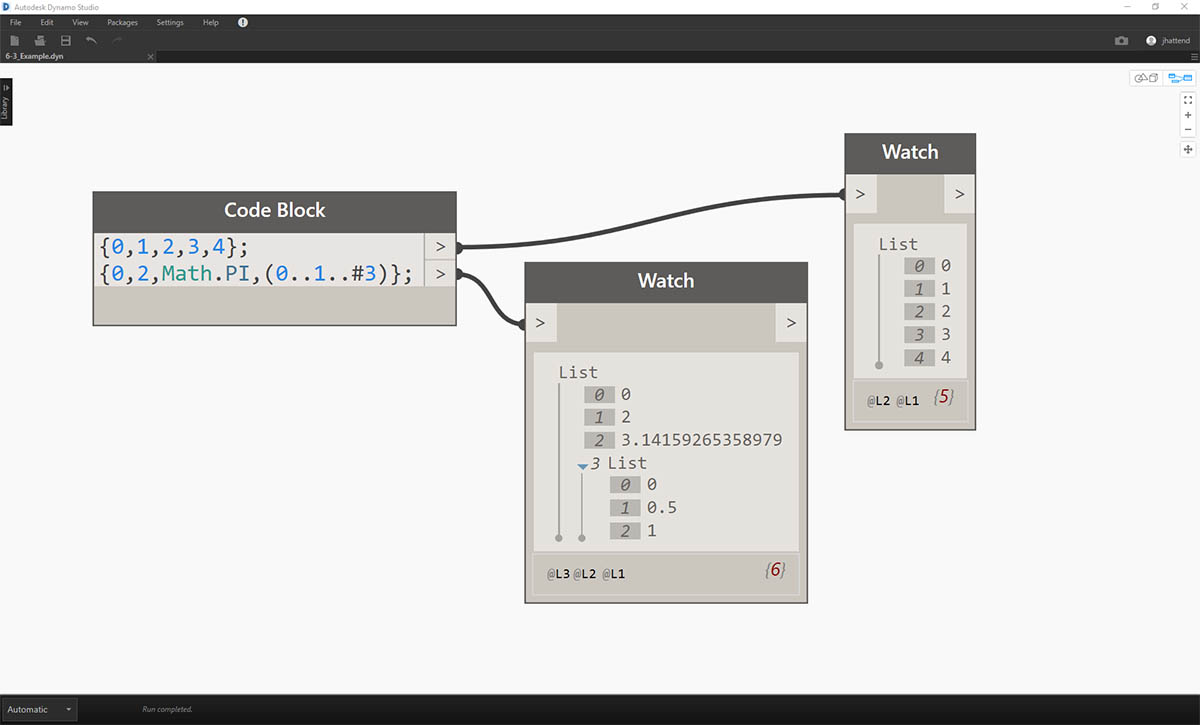 Autodesk Dynamo Studio
File Edit View Packages Settings Help
jhattend
6-3_Example.dyn
Library
Code Block
{0,1,2,3,4}; >
{0,2,Math.PI,(0..1..#3)}; >
Watch
> >
List
0 0
1 2
2 3.14159265358979
3 List
0 0
1 0.5
2 1
@L3 @L2 @L1 {6}
Watch
> >
List
0 0
1 1
2 2
3 3
4 4
@L2 @L1 {5}
Automatic Run completed.